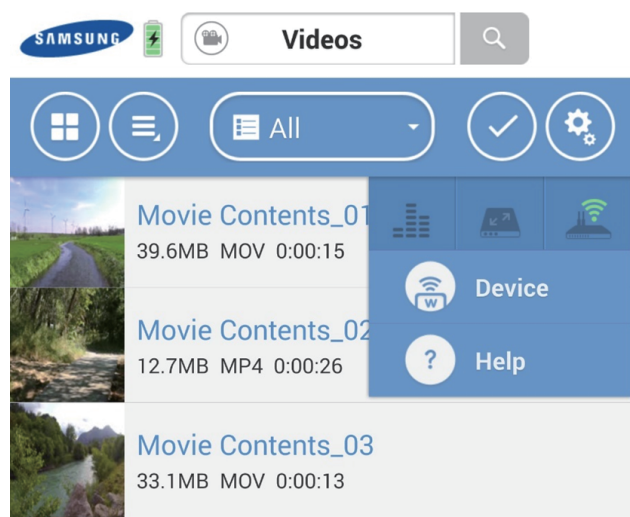 SAMSUNG
Videos
All
Movie Contents_01
39.6MB MOV 0:00:15
W Device
Movie Contents_02
12.7MB MP4 0:00:26
? Help
Movie Contents_03
33.1MB MOV 0:00:13